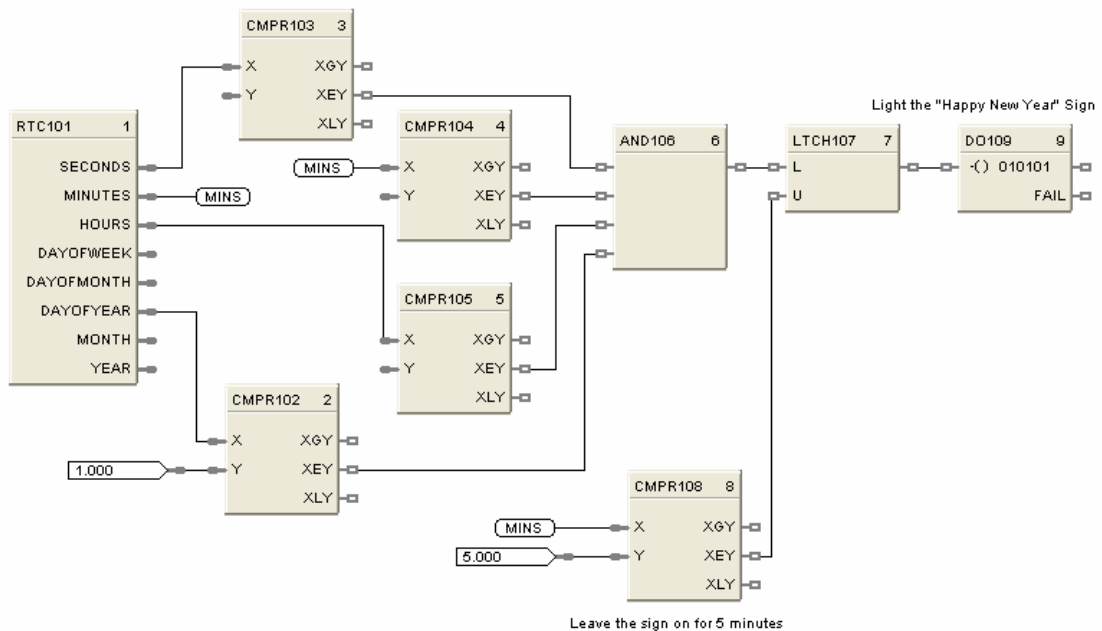 CMPR103 3
X XGY
Y XEY
XLY
RTC101 1
SECONDS
MINUTES
HOURS
DAYOFWEEK
DAYOFMONTH
DAYOFYEAR
MONTH
YEAR
MINS
MINS
CMPR104 4
X XGY
Y XEY
XLY
CMPR105 5
X XGY
Y XEY
XLY
CMPR102 2
X XGY
Y XEY
XLY
1.000
AND106 6
Light the "Happy New Year" Sign
LTCH107 7
L
U
DO109 9
-() 010101
FAIL
CMPR108 8
X XGY
Y XEY
XLY
MINS
5.000
Leave the sign on for 5 minutes